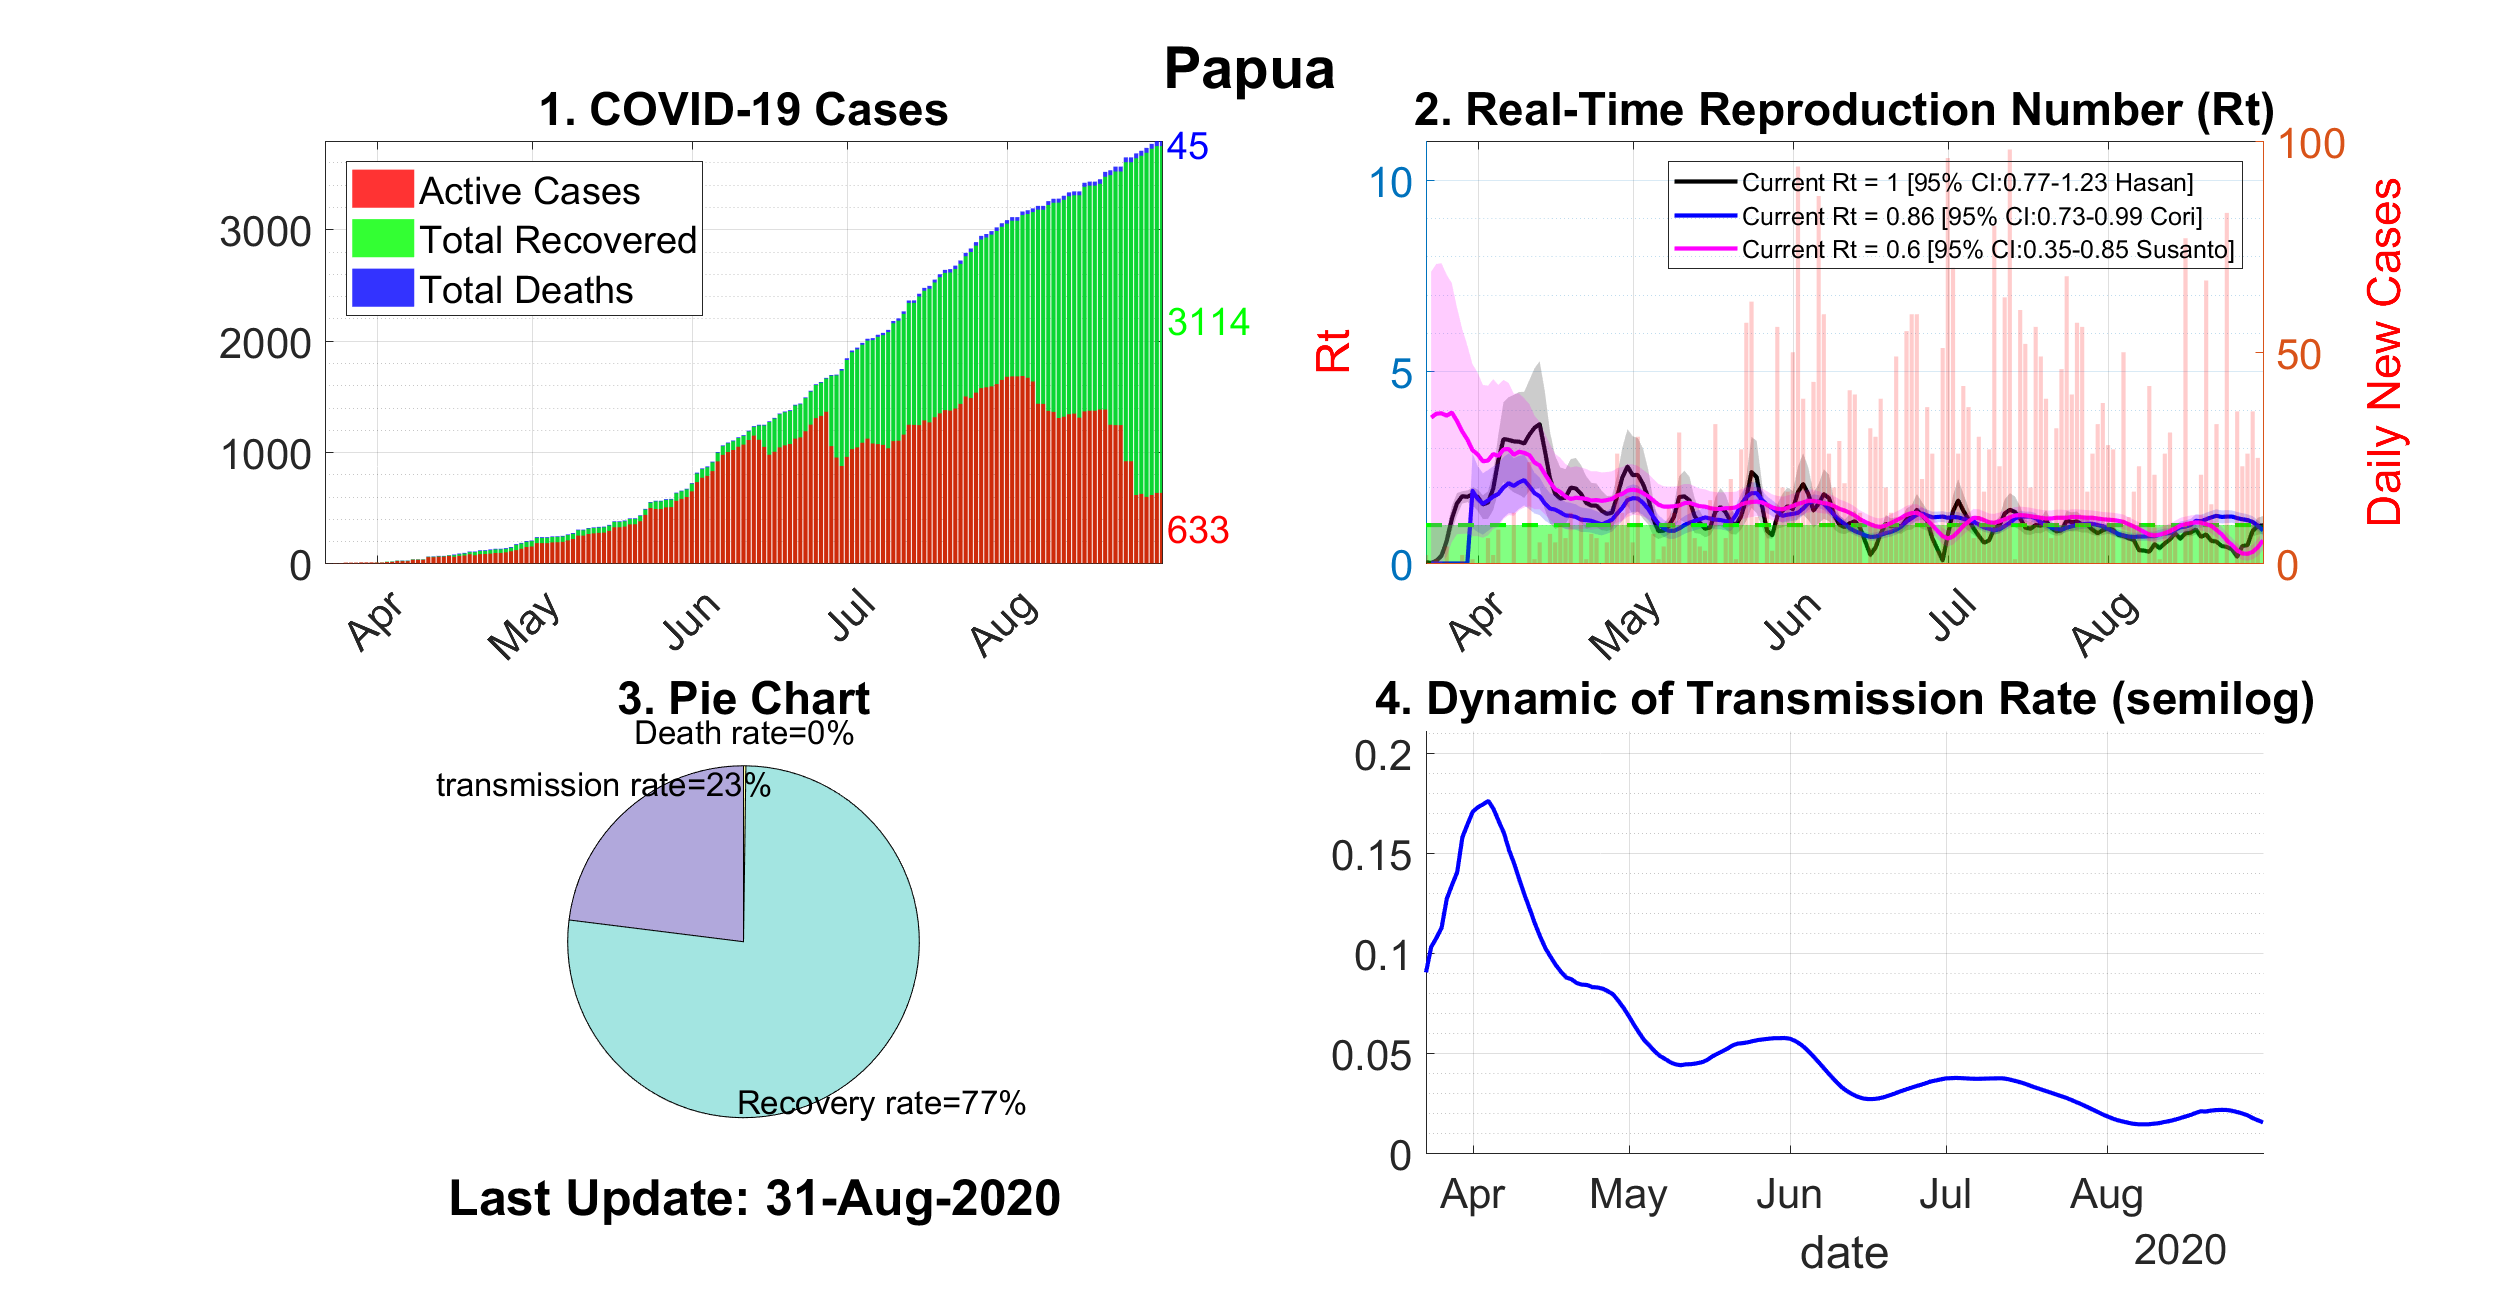 Papua
1. COVID-19 Cases
45
3114
633
Active Cases
Total Recovered
Total Deaths
3000
2000
1000
0
Apr
May
Jun
Jul
Aug
2. Real-Time Reproduction Number (Rt)
Current Rt = 1 [95% CI:0.77-1.23 Hasan]
Current Rt = 0.86 [95% CI:0.73-0.99 Cori]
Current Rt = 0.6 [95% CI:0.35-0.85 Susanto]
Rt
10
5
0
100
50
0
Daily New Cases
Apr
May
Jun
Jul
Aug
3. Pie Chart
Death rate=0%
transmission rate=23%
Recovery rate=77%
Last Update: 31-Aug-2020
4. Dynamic of Transmission Rate (semilog)
0.2
0.15
0.1
0.05
0
Apr
May
Jun
Jul
Aug
date
2020